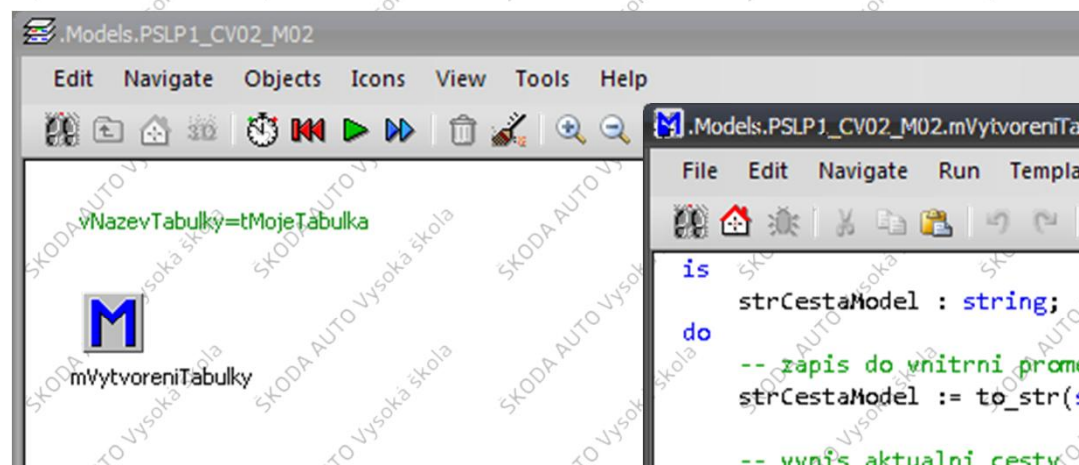 .Models.PSLP1_CV02_M02
Edit Navigate Objects Icons View Tools Help
3D
vNazevTabulky=tMojeTabulka
M
mVytvoreniTabulky
.Models.PSLP1_CV02_M02.mVytvoreniTa
File Edit Navigate Run Templa
is
strCestaModel : string;
do
-- zapis do vnitrni prome
strCestaModel := to_str(s
-- vypis aktualni cesty
ŠKODA AUTO Vysoká škola